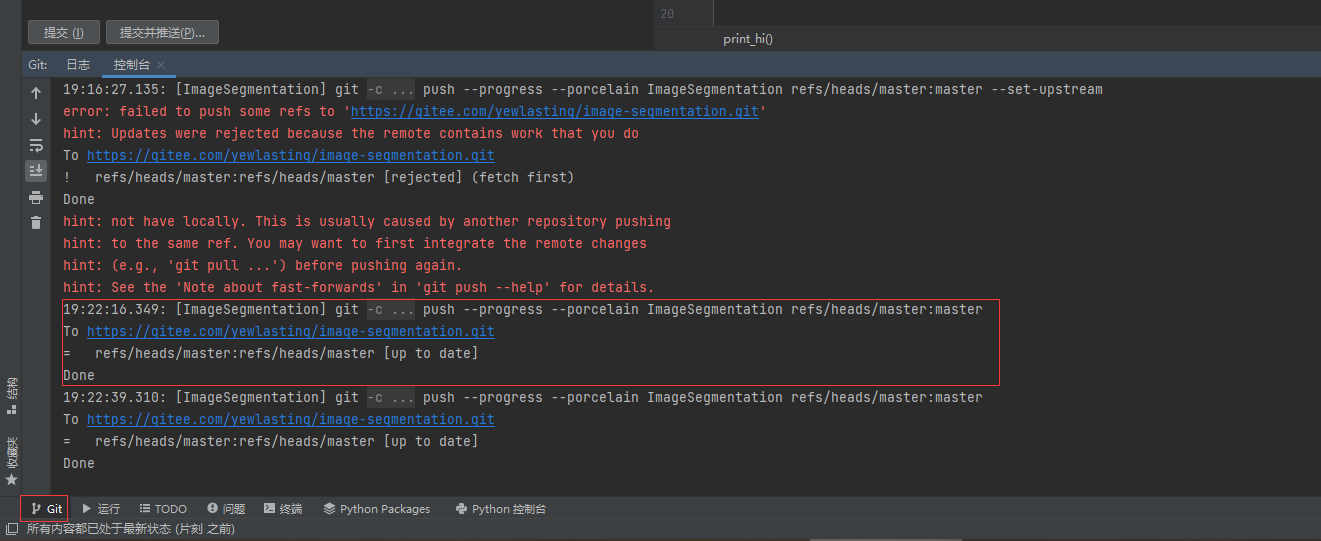 20
提交 (I)
提交并推送(P)...
print_hi()
Git:
日志
控制台
19:16:27.135: [ImageSegmentation] git -c ... push --progress --porcelain ImageSegmentation refs/heads/master:master --set-upstream
error: failed to push some refs to 'https://gitee.com/yewlasting/image-segmentation.git'
hint: Updates were rejected because the remote contains work that you do
To https://gitee.com/yewlasting/image-segmentation.git
!   refs/heads/master:refs/heads/master [rejected] (fetch first)
Done
hint: not have locally. This is usually caused by another repository pushing
hint: to the same ref. You may want to first integrate the remote changes
hint: (e.g., 'git pull ...') before pushing again.
hint: See the 'Note about fast-forwards' in 'git push --help' for details.
19:22:16.349: [ImageSegmentation] git -c ... push --progress --porcelain ImageSegmentation refs/heads/master:master
To https://gitee.com/yewlasting/image-segmentation.git
=   refs/heads/master:refs/heads/master [up to date]
Done
19:22:39.310: [ImageSegmentation] git -c ... push --progress --porcelain ImageSegmentation refs/heads/master:master
To https://gitee.com/yewlasting/image-segmentation.git
=   refs/heads/master:refs/heads/master [up to date]
Done
结构
收藏夹
Git
运行
TODO
问题
终端
Python Packages
Python 控制台
所有内容都已处于最新状态 (片刻 之前)